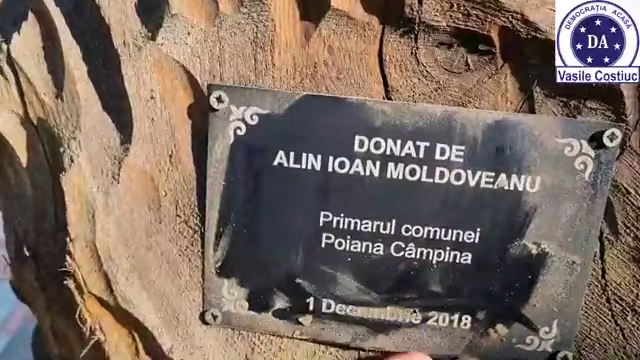 DEMOCRAȚIA ACASĂ
DA
Vasile Costiuc
DONAT DE
ALIN IOAN MOLDOVEANU
Primarul comunei
Poiana Câmpina
1 Decembrie 2018